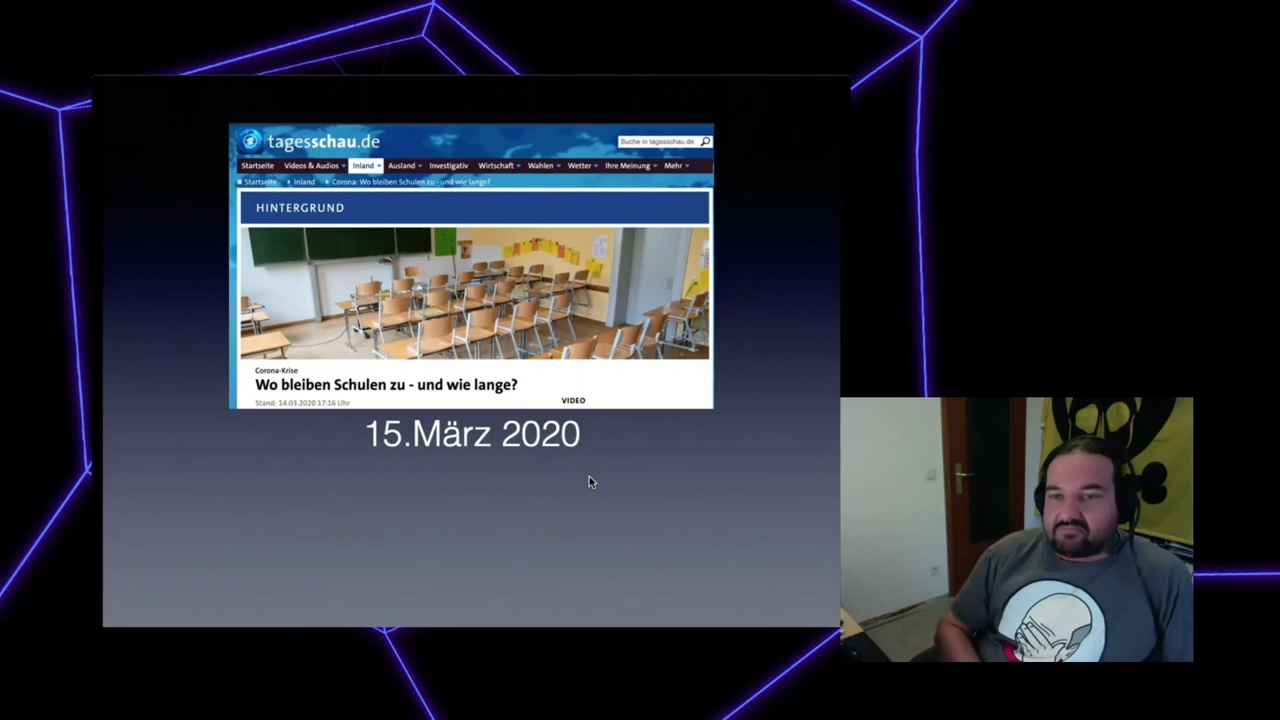 tagesschau.de
Suche in tagesschau.de
Startseite Videos & Audios Inland Ausland Investigativ Wirtschaft Wahlen Wetter Ihre Meinung Mehr
Startseite Inland Corona: Wo bleiben Schulen zu - und wie lange?
HINTERGRUND
Corona-Krise
Wo bleiben Schulen zu - und wie lange?
Stand: 14.03.2020 17:16 Uhr
VIDEO
15.März 2020